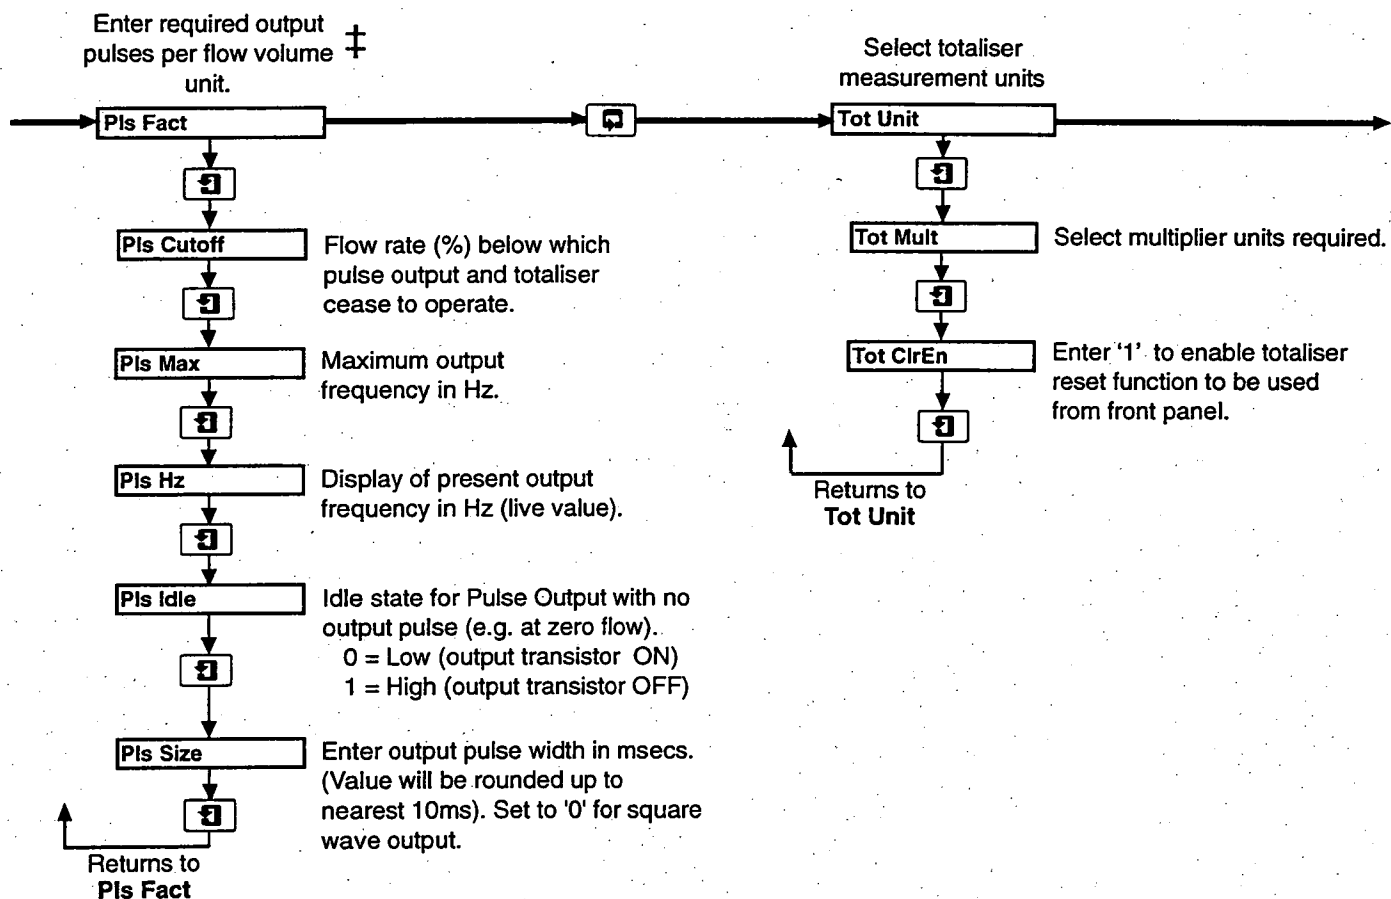 Enter required output
pulses per flow volume ‡
unit.
Pls Fact
Pls Cutoff
Flow rate (%) below which
pulse output and totaliser
cease to operate.
Pls Max
Maximum output
frequency in Hz.
Pls Hz
Display of present output
frequency in Hz (live value).
Pls Idle
Idle state for Pulse Output with no
output pulse (e.g. at zero flow).
0 = Low (output transistor ON)
1 = High (output transistor OFF)
Pls Size
Enter output pulse width in msecs.
(Value will be rounded up to
nearest 10ms). Set to '0' for square
wave output.
Returns to
Pls Fact
Select totaliser
measurement units
Tot Unit
Tot Mult
Select multiplier units required.
Tot ClrEn
Enter '1' to enable totaliser
reset function to be used
from front panel.
Returns to
Tot Unit